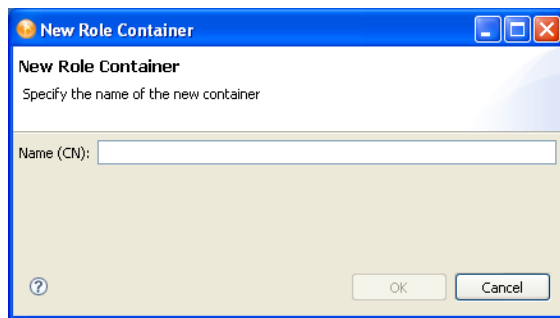 New Role Container
New Role Container
Specify the name of the new container
Name (CN):
?
OK
Cancel